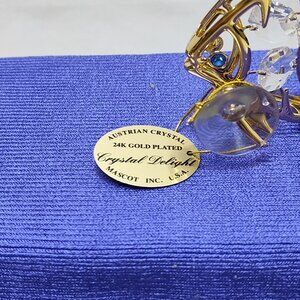 AUSTRIAN CRYSTAL
24K GOLD PLATED
Crystal Delight
MASCOT INC. U.S.A.